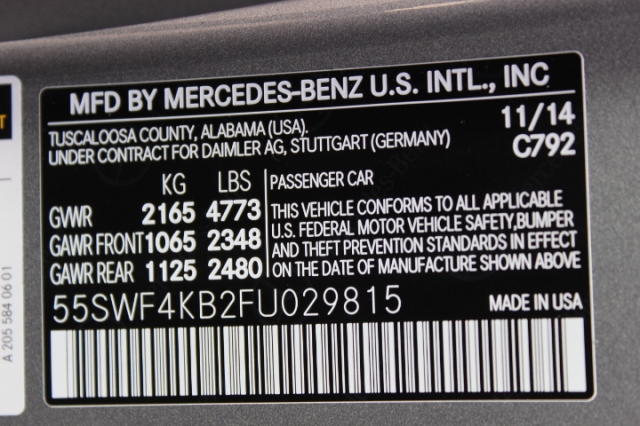 MFD BY MERCEDES-BENZ U.S. INTL., INC
TUSCALOOSA COUNTY, ALABAMA (USA).
UNDER CONTRACT FOR DAIMLER AG, STUTTGART (GERMANY)
11/14
C792
KG LBS
GWR 2165 4773
GAWR FRONT 1065 2348
GAWR REAR 1125 2480
PASSENGER CAR
THIS VEHICLE CONFORMS TO ALL APPLICABLE
U.S. FEDERAL MOTOR VEHICLE SAFETY,BUMPER
AND THEFT PREVENTION STANDARDS IN EFFECT
ON THE DATE OF MANUFACTURE SHOWN ABOVE
55SWF4KB2FU029815
MADE IN USA
A 205 584 06 01